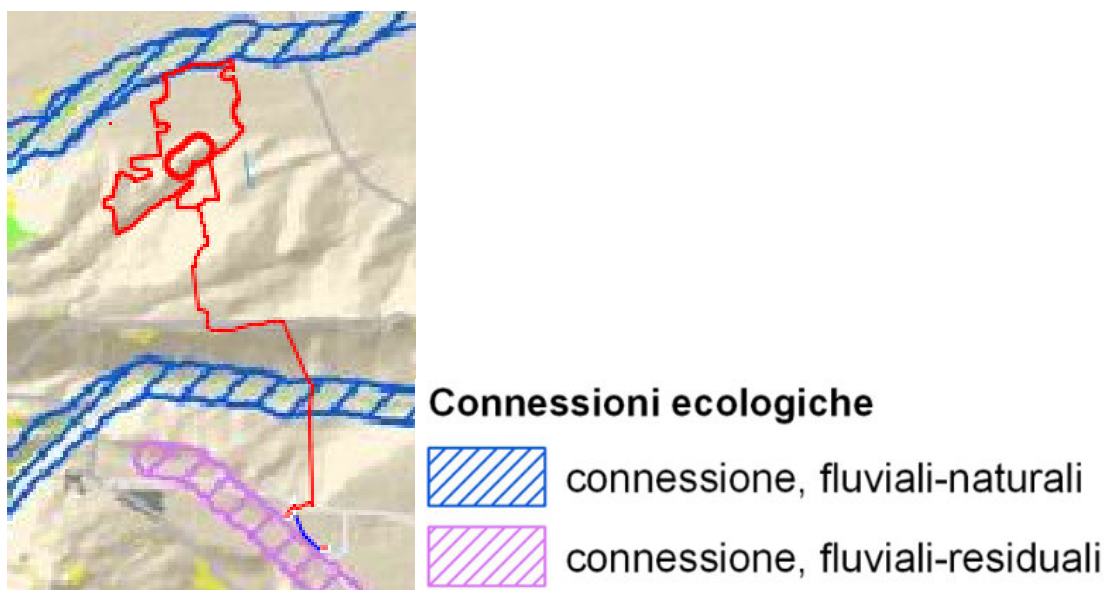 Connessioni ecologiche
connessione, fluviali-naturali
connessione, fluviali-residuali